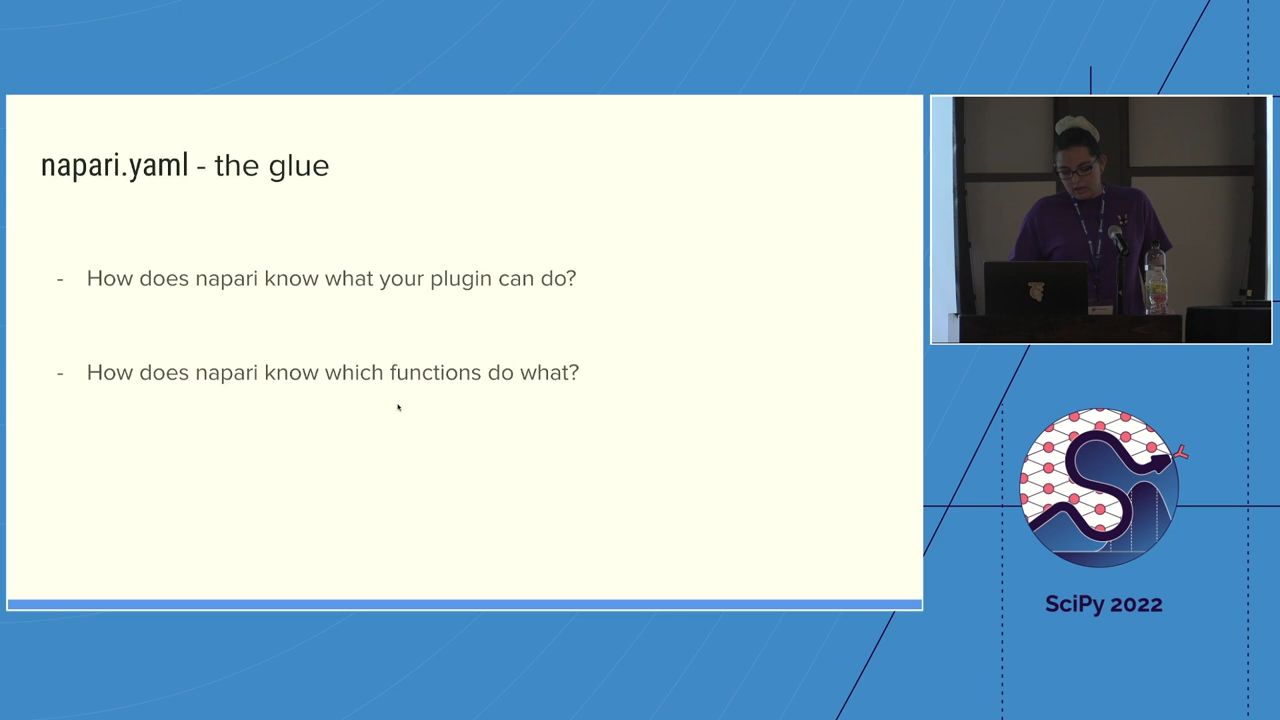 napari.yaml - the glue
- How does napari know what your plugin can do?
- How does napari know which functions do what?
SciPy 2022